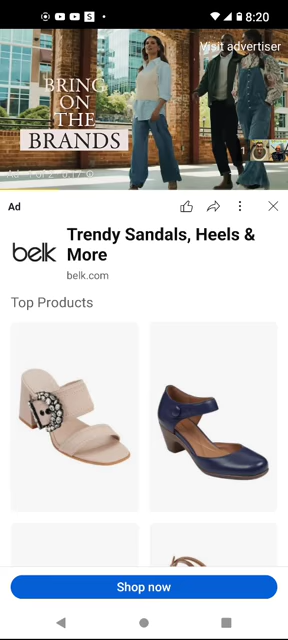 8:20
Visit advertiser
BRING
ON
THE
BRANDS
Ad
belk
Trendy Sandals, Heels &
More
belk.com
Top Products
Shop now